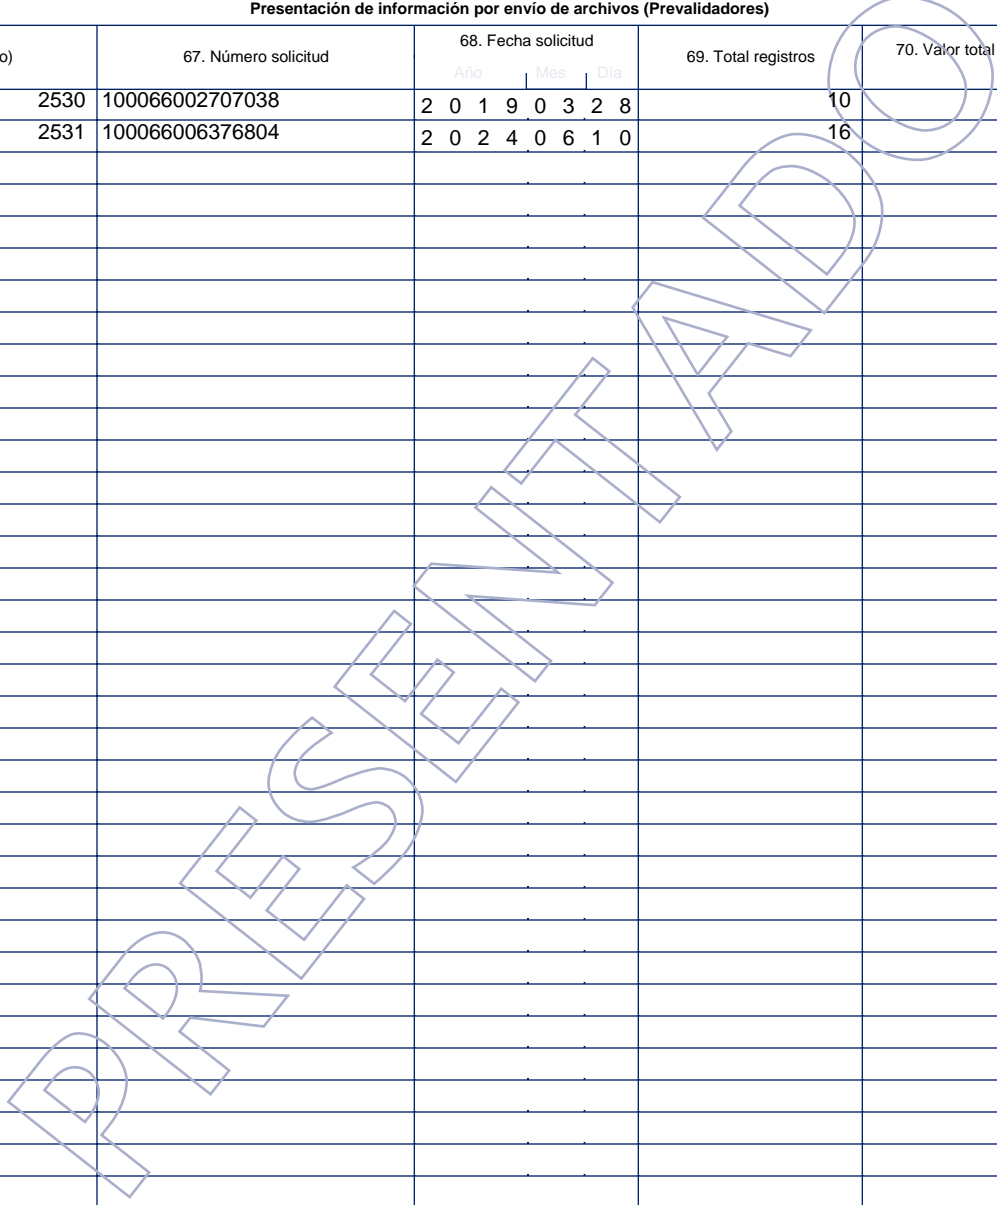 Presentación de información por envío de archivos (Prevalidadores)
o) 67. Número solicitud 68. Fecha solicitud 69. Total registros 70. Valor total
Año Mes Día
2530 100066002707038 2 0 1 9 0 3 2 8 10
2531 100066006376804 2 0 2 4 0 6 1 0 16
PRESENTADO